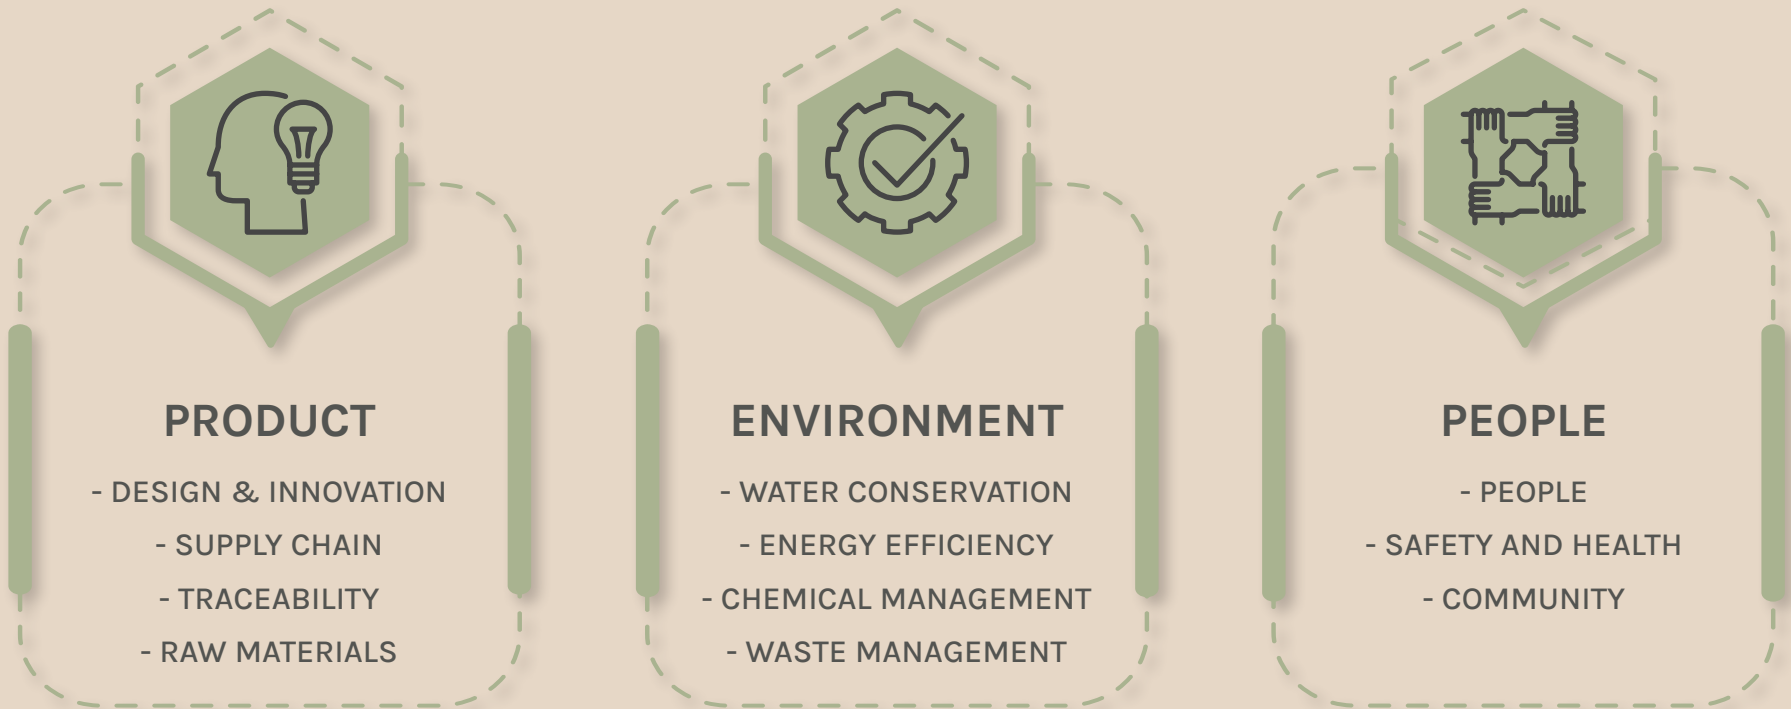 PRODUCT
- DESIGN & INNOVATION
- SUPPLY CHAIN
- TRACEABILITY
- RAW MATERIALS
ENVIRONMENT
- WATER CONSERVATION
- ENERGY EFFICIENCY
- CHEMICAL MANAGEMENT
- WASTE MANAGEMENT
PEOPLE
- PEOPLE
- SAFETY AND HEALTH
- COMMUNITY